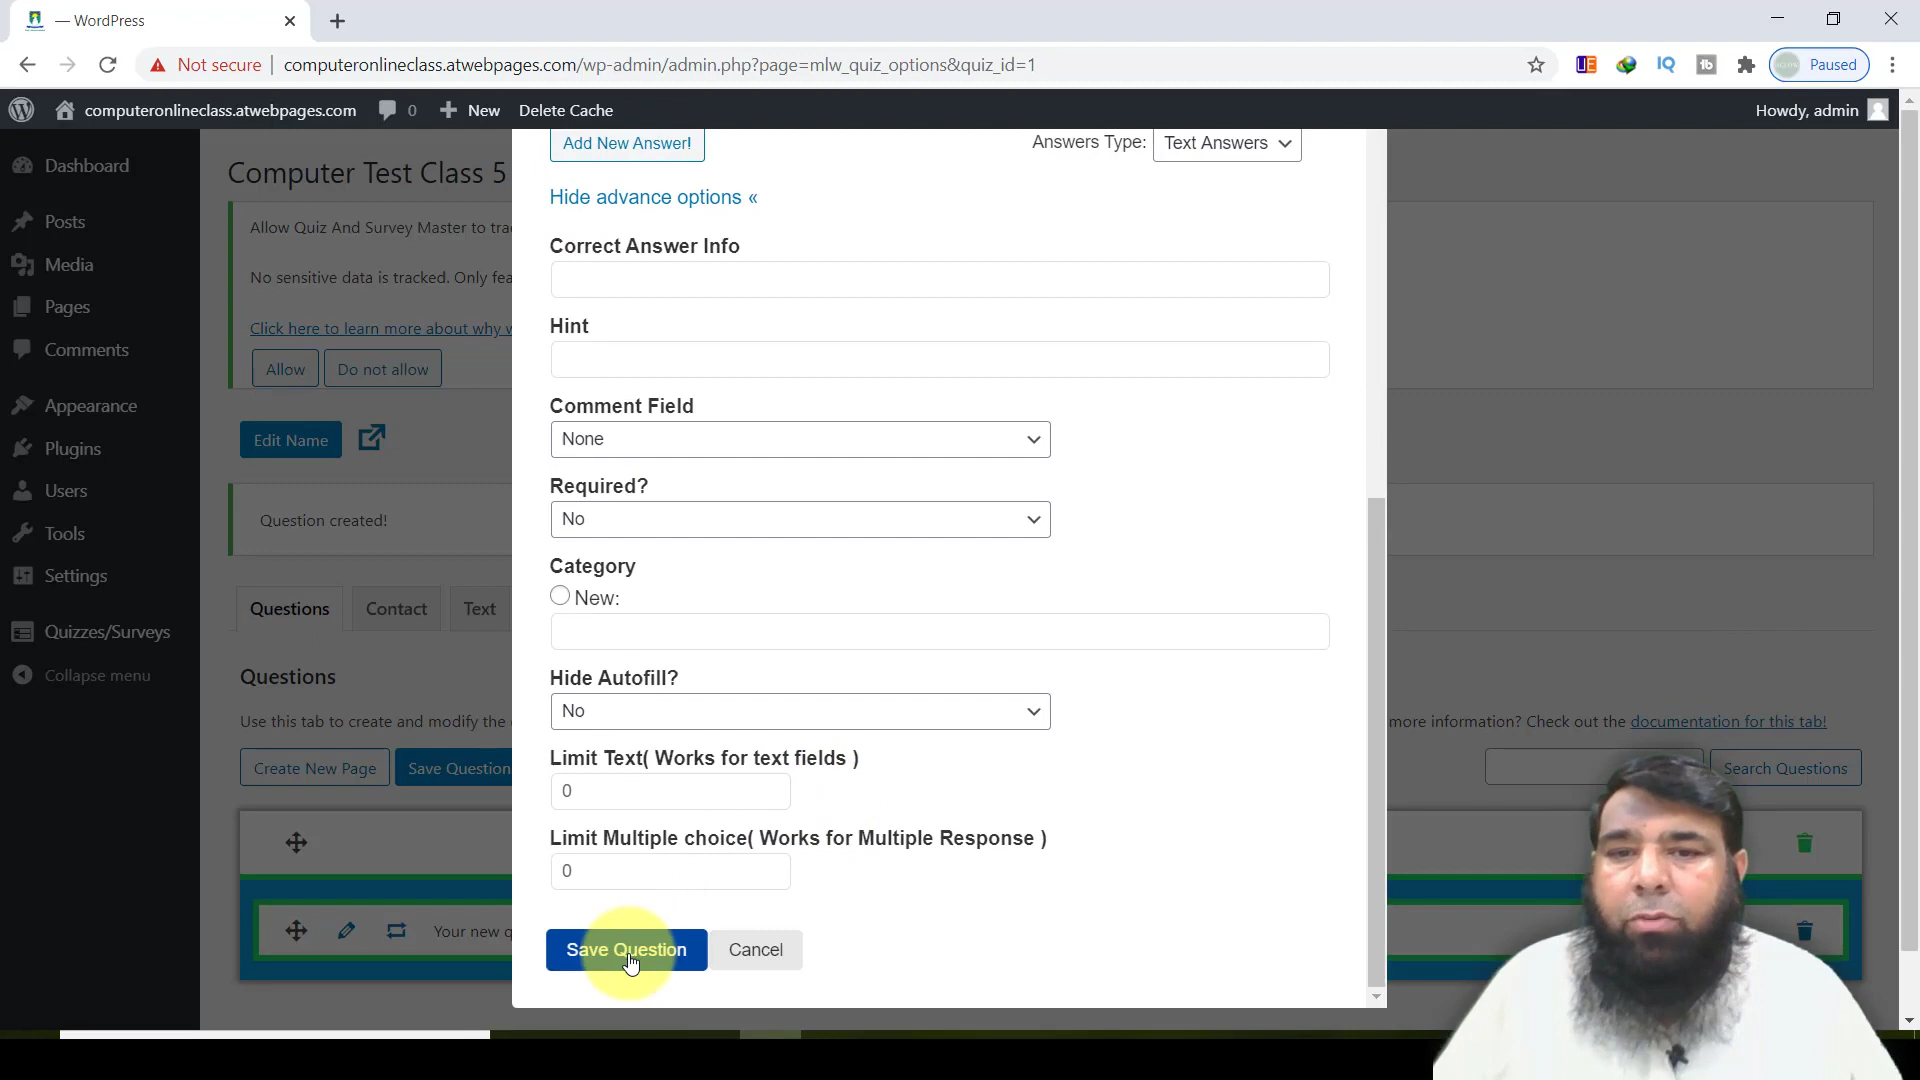 — WordPress
Not secure
computeronlineclass.atwebpages.com/wp-admin/admin.php?page=mlw_quiz_options&quiz_id=1
Paused
computeronlineclass.atwebpages.com
0
New
Delete Cache
Howdy, admin
Dashboard
Posts
Media
Pages
Comments
Appearance
Plugins
Users
Tools
Settings
Quizzes/Surveys
Collapse menu
Computer Test Class 5
Allow Quiz And Survey Master to
No sensitive data is tracked. Only
Click here to learn more about why
Allow
Do not allow
Edit Name
Question created!
Questions
Contact
Text
Questions
Use this tab to create and modify the
more information? Check out the documentation for this tab!
Create New Page
Save Question
Search Questions
Your new
Add New Answer!
Answers Type:
Text Answers
Hide advance options «
Correct Answer Info
Hint
Comment Field
None
Required?
No
Category
New:
Hide Autofill?
No
Limit Text( Works for text fields )
0
Limit Multiple choice( Works for Multiple Response )
0
Save Question
Cancel